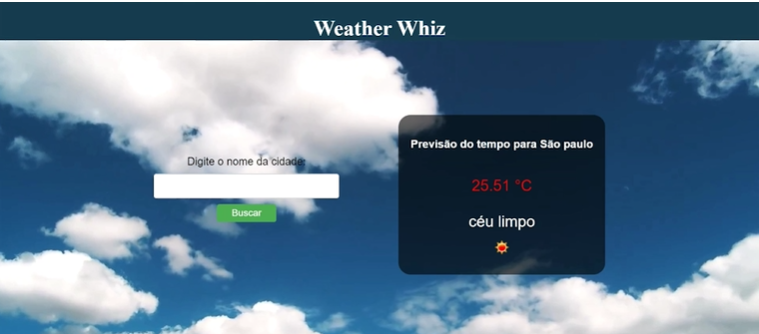 Weather Whiz
Digite o nome da cidade:
Buscar
Previsão do tempo para São paulo
25.51 °C
céu limpo